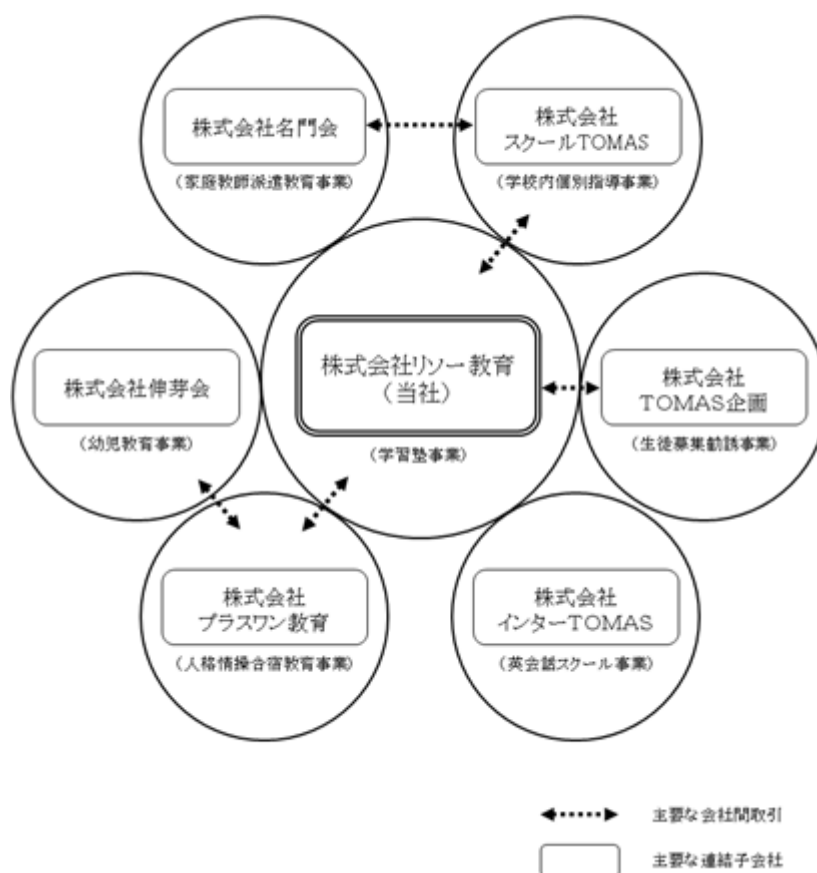 株式会社名門会
(家庭教師派遣教育事業)
株式会社
スクールTOMAS
(学校内個別指導事業)
株式会社伸芽会
(幼児教育事業)
株式会社リソー教育
(当社)
(学習塾事業)
株式会社
TOMAS企画
(生徒募集勧誘事業)
株式会社
プラスワン教育
(人格情操合宿教育事業)
株式会社
インターTOMAS
(英会話スクール事業)
主要な会社間取引
主要な連結子会社